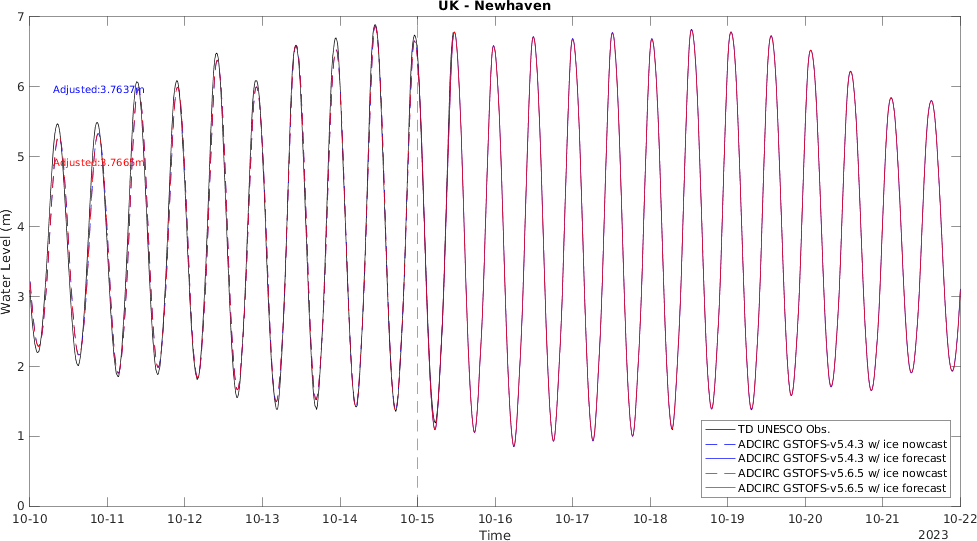 UK - Newhaven
7
6
5
4
3
2
1
0
Water Level (m)
Adjusted:3.7637m
Adjusted:3.7665m
TD UNESCO Obs.
ADCIRC GSTOFS-v5.4.3 w/ ice nowcast
ADCIRC GSTOFS-v5.4.3 w/ ice forecast
ADCIRC GSTOFS-v5.6.5 w/ ice nowcast
ADCIRC GSTOFS-v5.6.5 w/ ice forecast
10-10 10-11 10-12 10-13 10-14 10-15 10-16 10-17 10-18 10-19 10-20 10-21 10-22
Time
2023